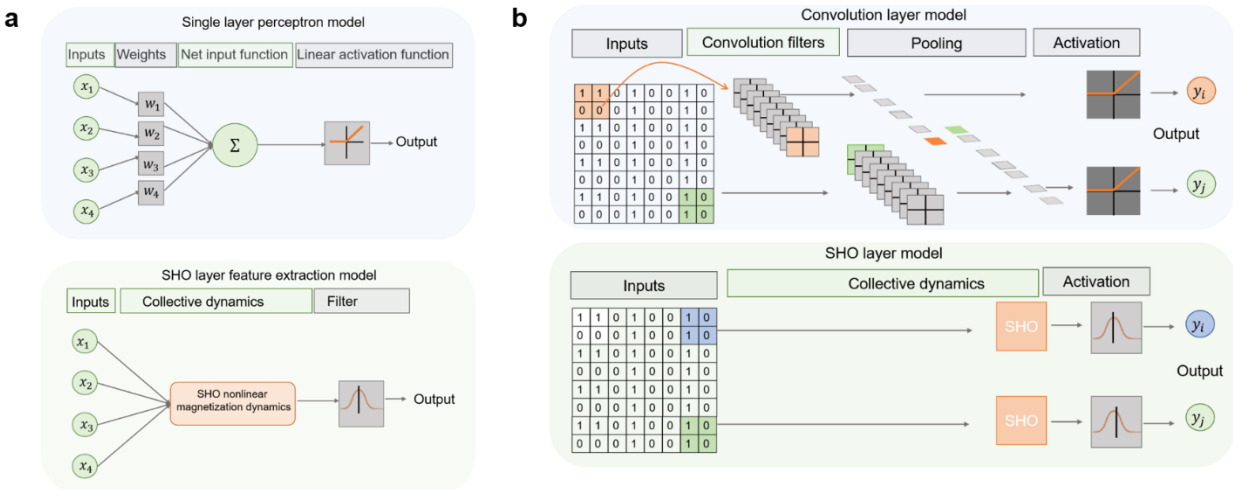 a
Single layer perceptron model
Inputs Weights Net input function Linear activation function
x1
x2
x3
x4
w1
w2
w3
w4
Σ
Output
SHO layer feature extraction model
Inputs Collective dynamics Filter
x1
x2
x3
x4
SHO nonlinear
magnetization dynamics
Output
b
Convolution layer model
Inputs Convolution filters Pooling Activation
1 1 0 1 0 0 1 0
0 0 0 1 0 0 1 0
1 1 0 1 0 0 1 0
0 0 0 1 0 0 1 0
1 1 0 1 0 0 1 0
0 0 0 1 0 0 1 0
1 1 0 1 0 0 1 0
0 0 0 1 0 0 1 0
yi
Output
yj
SHO layer model
Inputs Collective dynamics Activation
1 1 0 1 0 0 1 0
0 0 0 1 0 0 1 0
1 1 0 1 0 0 1 0
0 0 0 1 0 0 1 0
1 1 0 1 0 0 1 0
0 0 0 1 0 0 1 0
1 1 0 1 0 0 1 0
0 0 0 1 0 0 1 0
SHO
yi
Output
SHO
yj